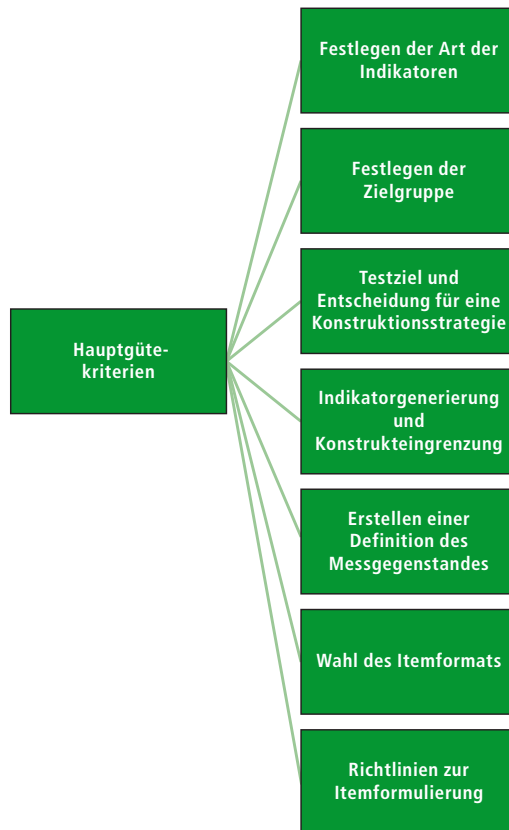 Festlegen der Art der
Indikatoren
Festlegen der
Zielgruppe
Testziel und
Entscheidung für eine
Konstruktionsstrategie
Hauptgüte-
kriterien
Indikatorgenerierung
und
Konstrukteingrenzung
Erstellen einer
Definition des
Messgegenstandes
Wahl des Itemformats
Richtlinien zur
Itemformulierung